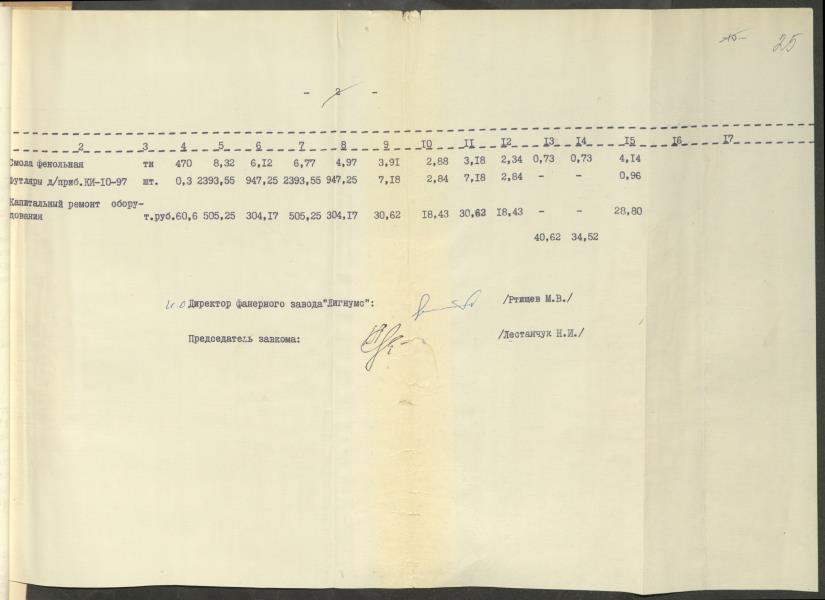 25
- 2 -
2 3 4 5 6 7 8 9 10 11 12 13 14 15 16 17
Смола фенольная тн 470 8,32 6,12 6,77 4,97 3,91 2,88 3,18 2,34 0,73 0,73 4,14
Футляры д/приб.КИ-10-97 шт. 0,3 2393,55 947,25 2393,55 947,25 7,18 2,84 7,18 2,84 - - 0,96
Капитальный ремонт обору-
дования т.руб. 60,6 505,25 304,17 505,25 304,17 30,62 18,43 30,62 18,43 - - 28,80
40,62 34,52
и.о Директор фанерного завода"Лигнумс": /Ртищев М.В./
Председатель завкома: /Лестанчук Н.И./